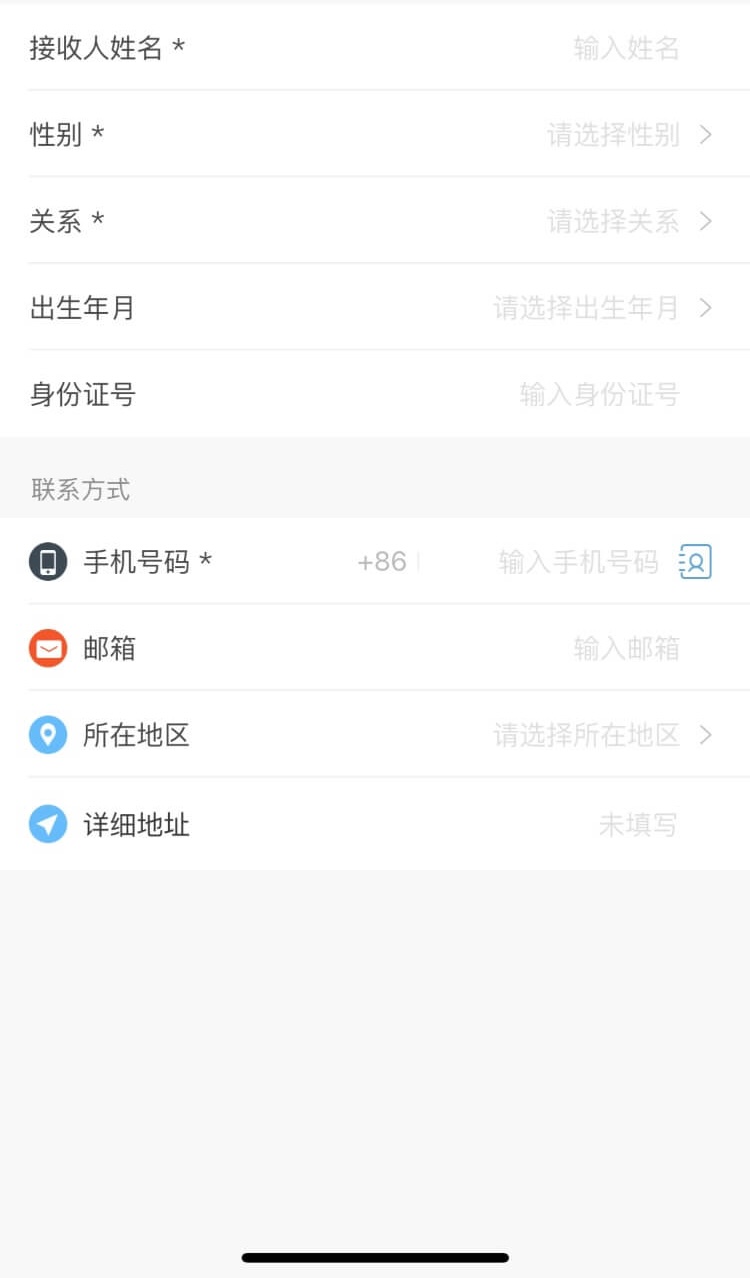 接收人姓名 * 输入姓名
性别 * 请选择性别
关系 * 请选择关系
出生年月 请选择出生年月
身份证号 输入身份证号
联系方式
手机号码 * +86 输入手机号码
邮箱 输入邮箱
所在地区 请选择所在地区
详细地址 未填写